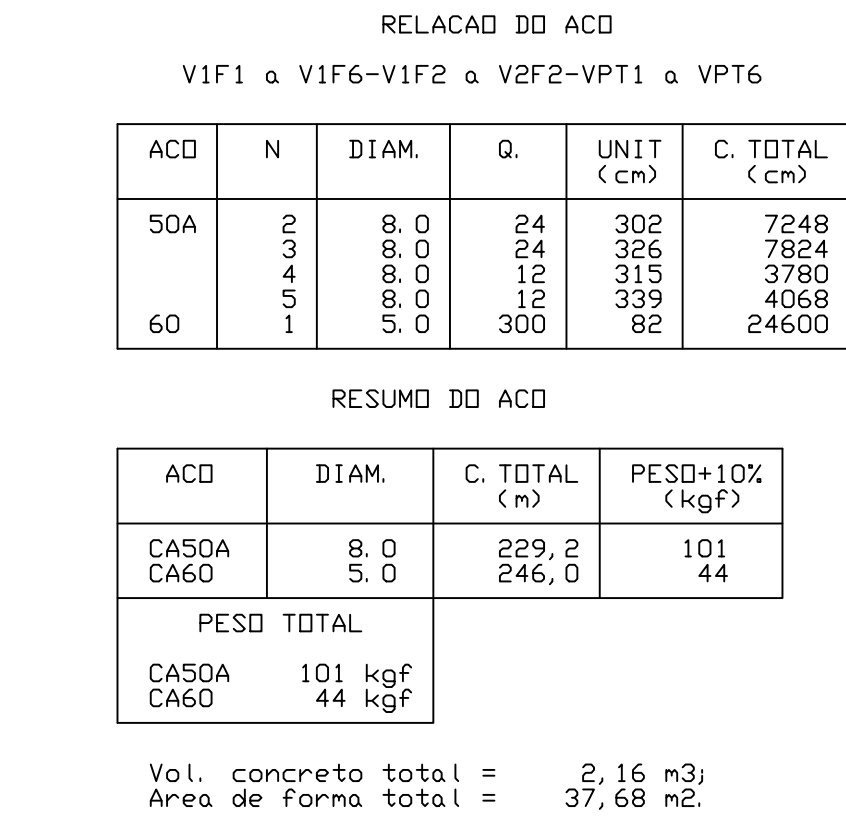 RELACAO DO ACO
V1F1 a V1F6-V1F2 a V2F2-VPT1 a VPT6
ACO N DIAM. Q. UNIT C. TOTAL
(cm) (cm)
50A 2 8.0 24 302 7248
3 8.0 24 326 7824
4 8.0 12 315 3780
5 8.0 12 339 4068
60 1 5.0 300 82 24600
RESUMO DO ACO
ACO DIAM. C. TOTAL PESO+10%
(m) (kgf)
CA50A 8.0 229,2 101
CA60 5.0 246,0 44
PESO TOTAL
CA50A 101 kgf
CA60 44 kgf
Vol. concreto total = 2,16 m3;
Area de forma total = 37,68 m2.